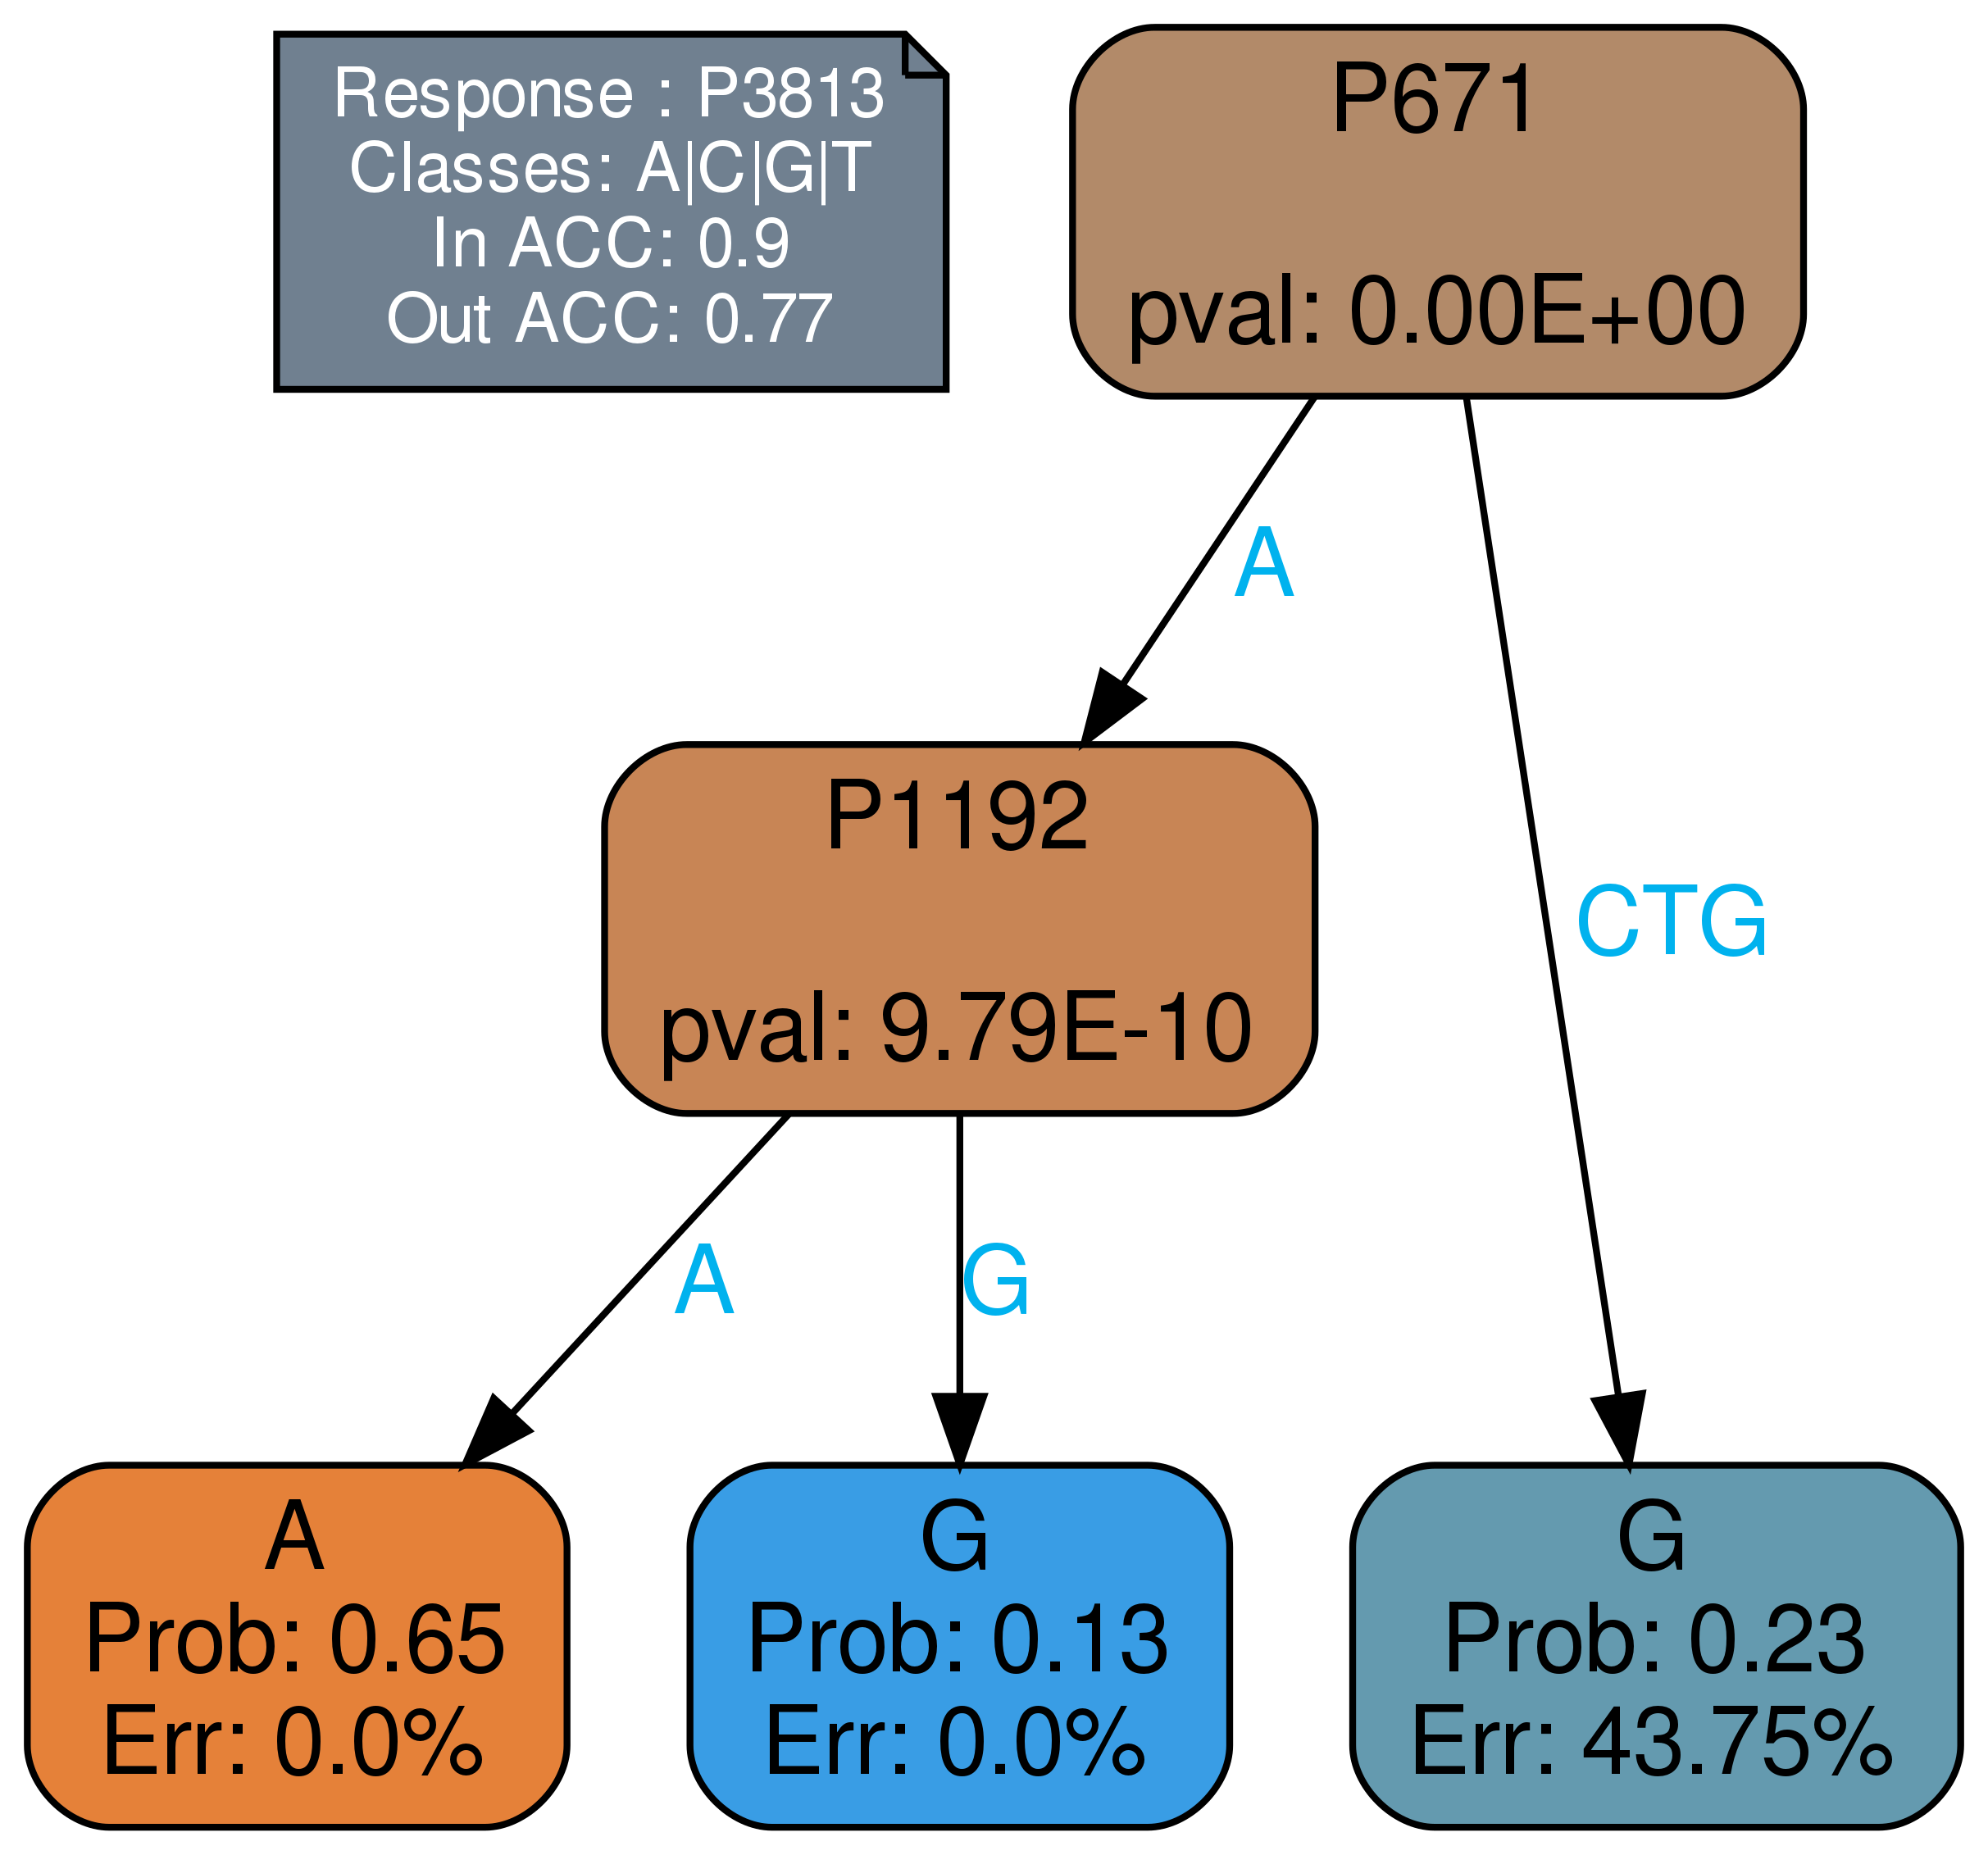 Response : P3813
Classes: A|C|G|T
In ACC: 0.9
Out ACC: 0.77
P671
pval: 0.00E+00
A
CTG
P1192
pval: 9.79E-10
A
G
A
Prob: 0.65
Err: 0.0%
G
Prob: 0.13
Err: 0.0%
G
Prob: 0.23
Err: 43.75%